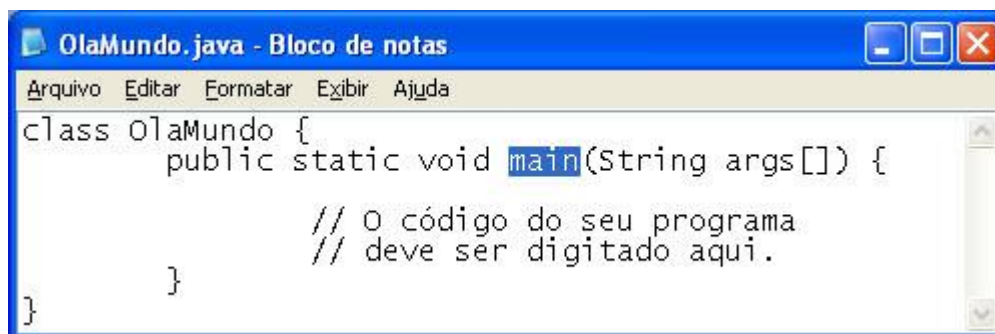 OlaMundo.java - Bloco de notas
Arquivo Editar Formatar Exibir Ajuda
class OlaMundo {
public static void main(String args[]) {
// O código do seu programa
// deve ser digitado aqui.
}
}